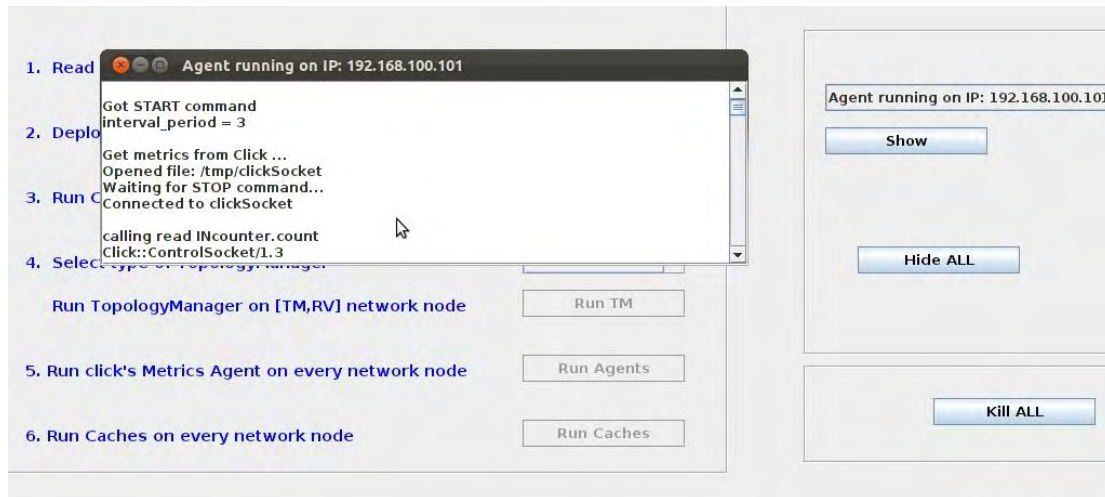 1. Read
Agent running on IP: 192.168.100.101
Got START command
interval_period = 3
Get metrics from Click ...
Opened file: /tmp/clickSocket
Waiting for STOP command...
Connected to clickSocket
calling read INcounter.count
Click::ControlSocket/1.3
2. Deplo
3. Run C
4. Select type of TopologyManager
Run TopologyManager on [TM,RV] network node
Run TM
5. Run click's Metrics Agent on every network node
Run Agents
6. Run Caches on every network node
Run Caches
Agent running on IP: 192.168.100.101
Show
Hide ALL
Kill ALL